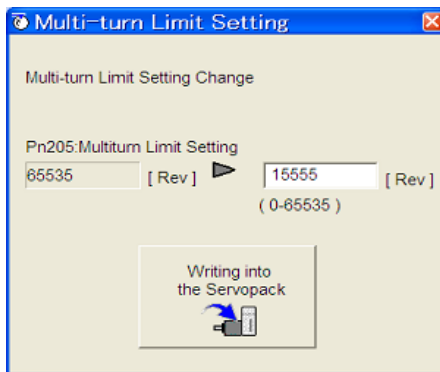 Multi-turn Limit Setting
Multi-turn Limit Setting Change
Pn205:Multiturn Limit Setting
65535 [ Rev ] 15555 [ Rev ]
( 0-65535 )
Writing into
the Servopack